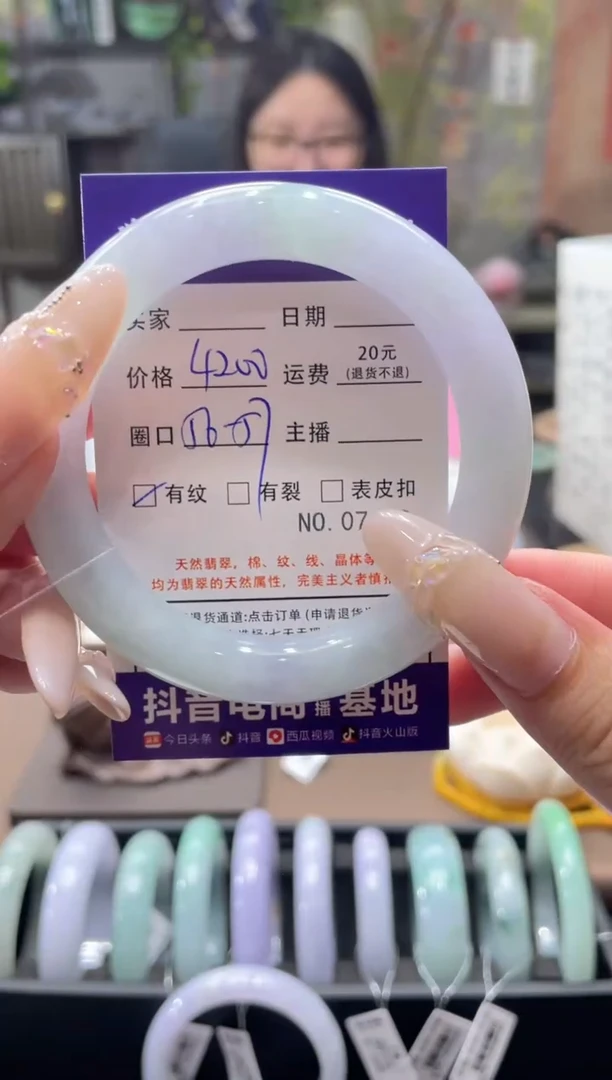 买家 日期
价格 4200 运费 20元
(退货不退)
圈口 主播
有纹 有裂 表皮扣
NO.07
天然翡翠，棉、纹、线、晶体等
均为翡翠的天然属性，完美主义者慎
退货通道:点击订单 (申请退货
抖音电商 播 基地
今日头条 抖音 西瓜视频 抖音火山版